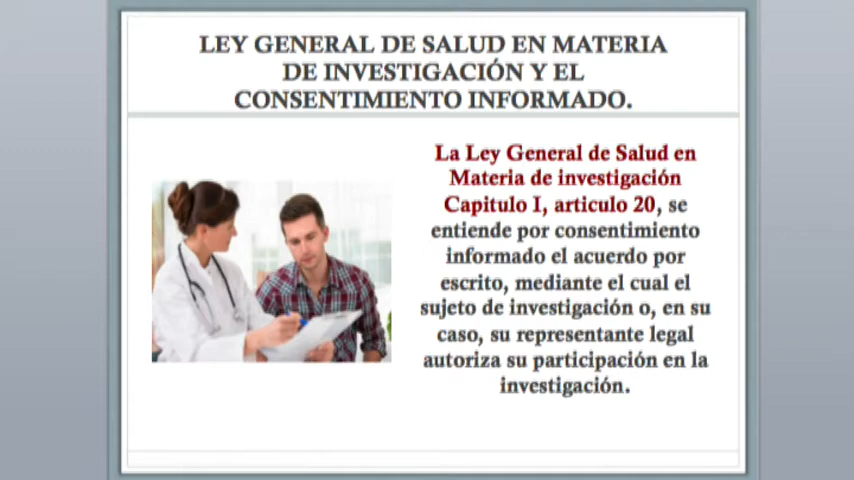 LEY GENERAL DE SALUD EN MATERIA
DE INVESTIGACIÓN Y EL
CONSENTIMIENTO INFORMADO.
La Ley General de Salud en
Materia de investigación
Capitulo I, articulo 20, se
entiende por consentimiento
informado el acuerdo por
escrito, mediante el cual el
sujeto de investigación o, en su
caso, su representante legal
autoriza su participación en la
investigación.